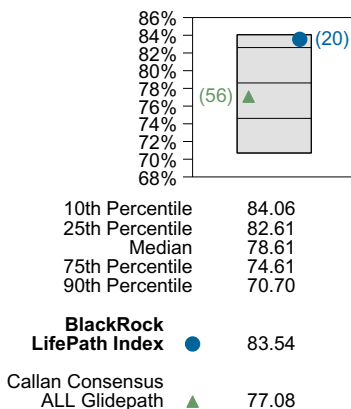 86%
84%
82%
80%
78%
76%
74%
72%
70%
68%
(20)
(56)
10th Percentile 84.06
25th Percentile 82.61
Median 78.61
75th Percentile 74.61
90th Percentile 70.70
BlackRock
LifePath Index 83.54
Callan Consensus
ALL Glidepath 77.08